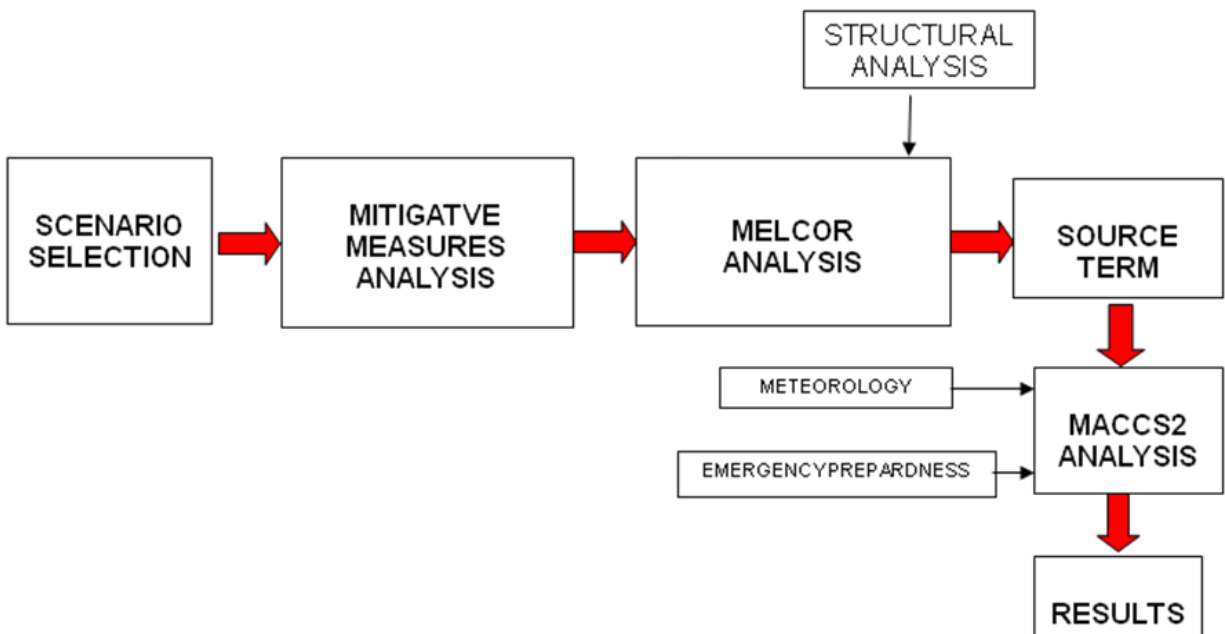 STRUCTURAL
ANALYSIS
SCENARIO
SELECTION
MITIGATVE
MEASURES
ANALYSIS
MELCOR
ANALYSIS
SOURCE
TERM
METEOROLOGY
EMERGENCYPREPARDNESS
MACCS2
ANALYSIS
RESULTS